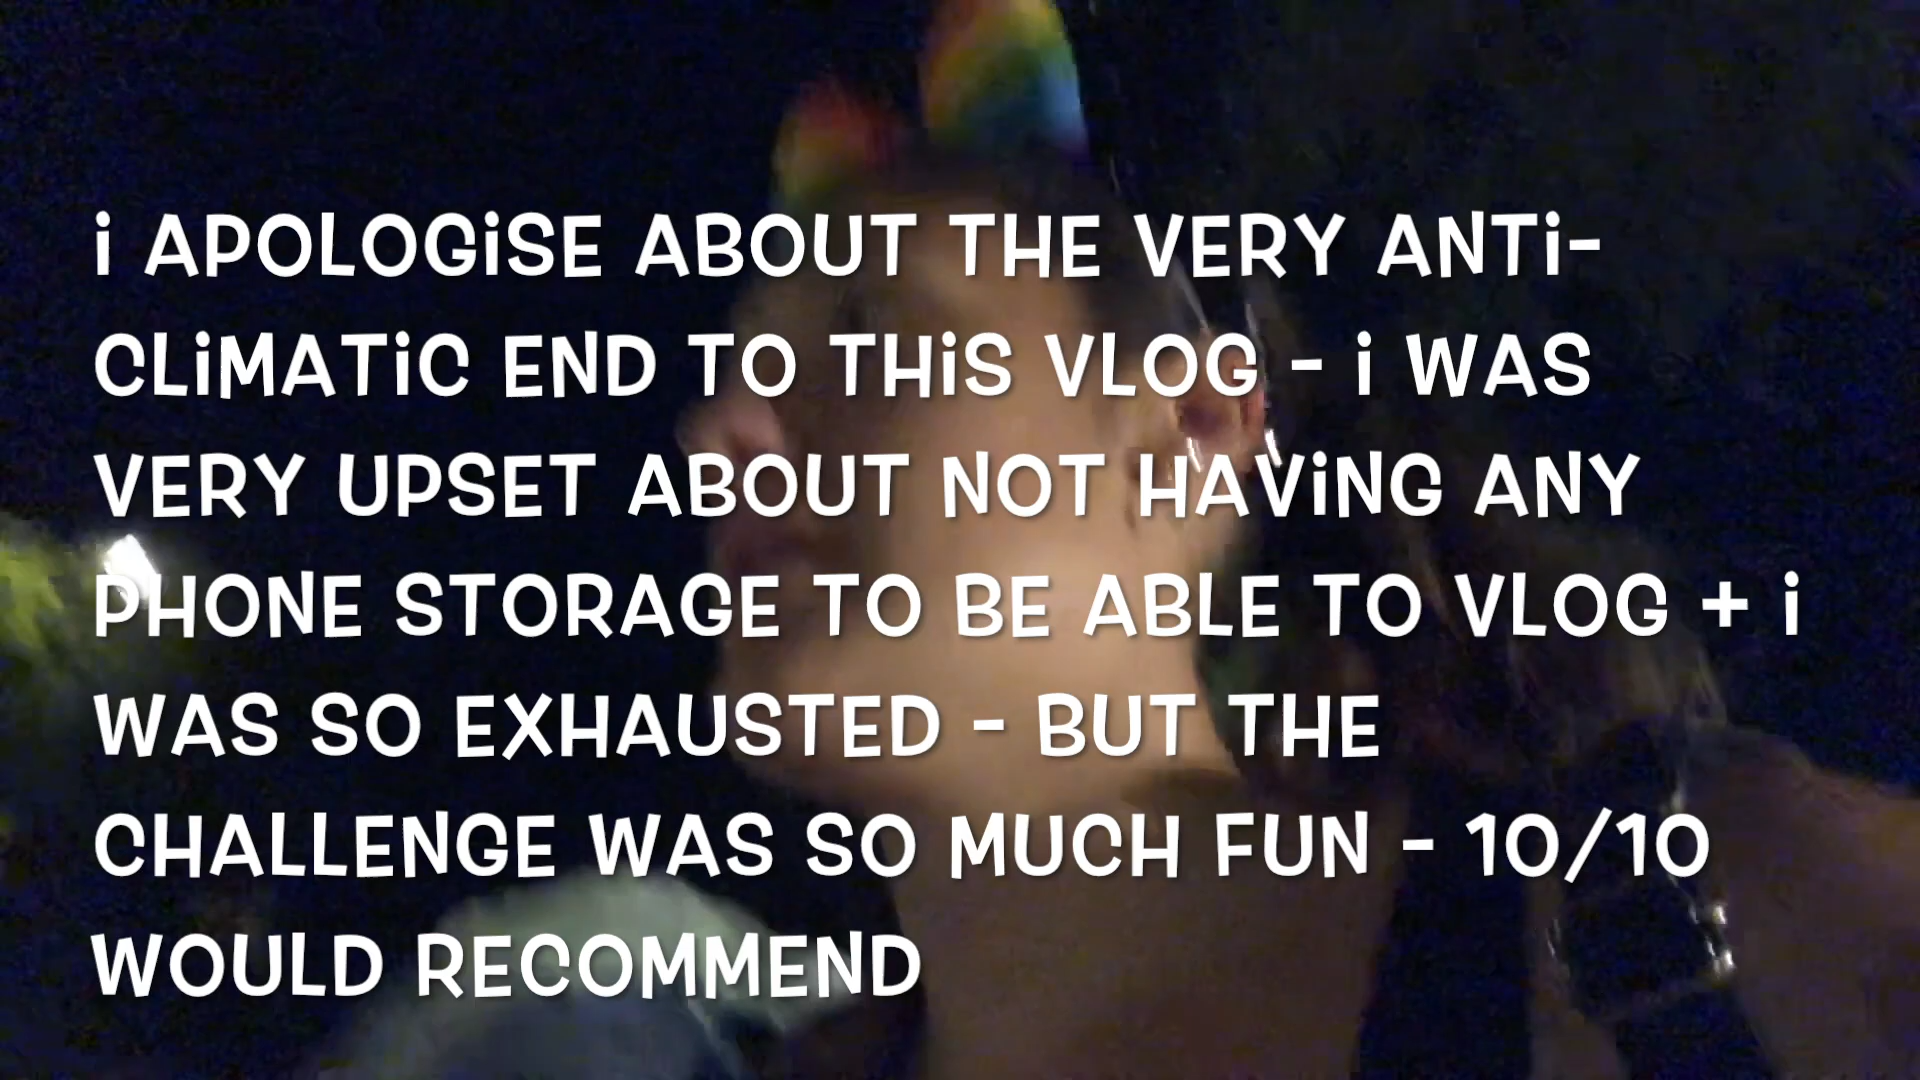 i APOLOGiSE ABOUT THE VERY ANTi-
CLiMATiC END TO THiS VLOG - i WAS
VERY UPSET ABOUT NOT HAViNG ANY
PHONE STORAGE TO BE ABLE TO VLOG + i
WAS SO EXHAUSTED - BUT THE
CHALLENGE WAS SO MUCH FUN - 10/10
WOULD RECOMMEND